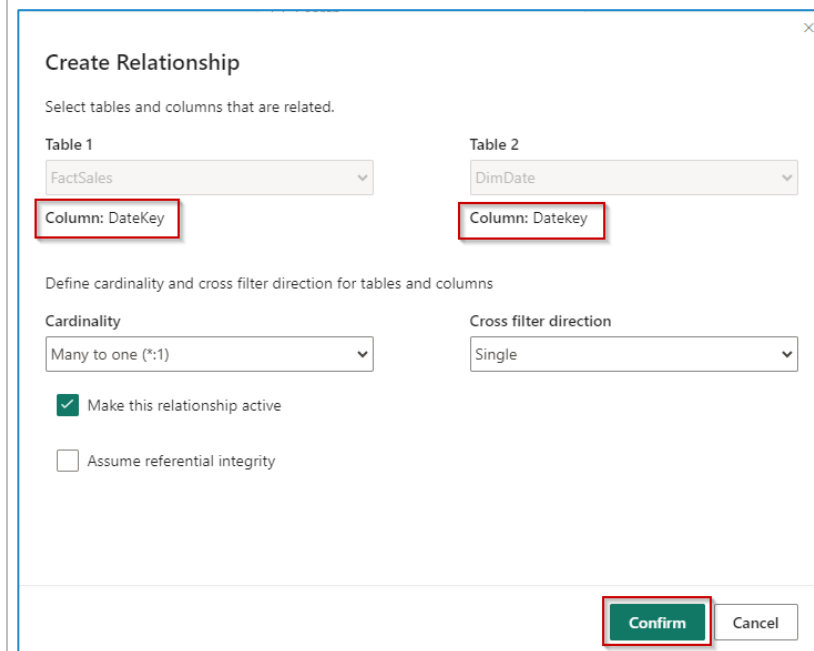 Create Relationship
Select tables and columns that are related.
Table 1
Table 2
FactSales
DimDate
Column: DateKey
Column: Datekey
Define cardinality and cross filter direction for tables and columns
Cardinality
Cross filter direction
Many to one (*:1)
Single
Make this relationship active
Assume referential integrity
Confirm
Cancel